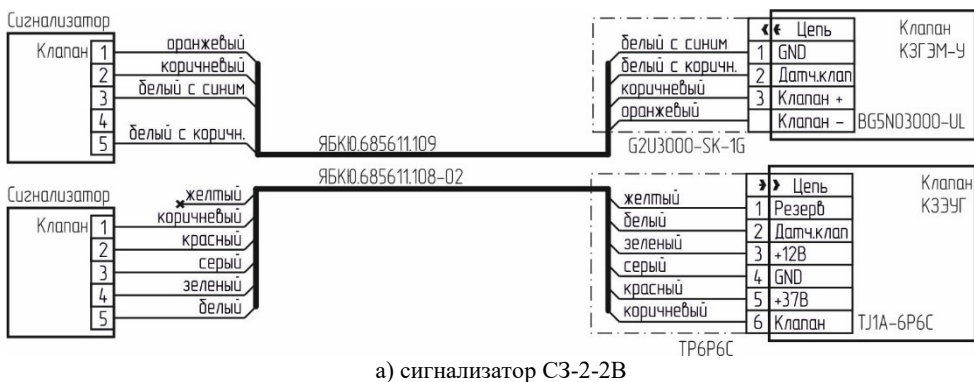 Сигнализатор
Клапан
1
2
3
4
5
оранжевый
коричневый
белый с синим
белый с коричн.
ЯБКЮ.685611.109
белый с синим
белый с коричн.
коричневый
оранжевый
G2U3000-SK-1G
Цепь
1 GND
2 Датч.клап
3 Клапан +
Клапан -
Клапан
КЗГЭМ-У
BG5N03000-UL
Сигнализатор
Клапан
1
2
3
4
5
желтый
коричневый
красный
серый
зеленый
белый
ЯБКЮ.685611.108-02
желтый
белый
зеленый
серый
красный
коричневый
TP6P6C
Цепь
1 Резерв
2 Датч.клап
3 +12В
4 GND
5 +37В
6 Клапан
Клапан
КЗЭУГ
TJ1A-6P6C
а) сигнализатор СЗ-2-2В